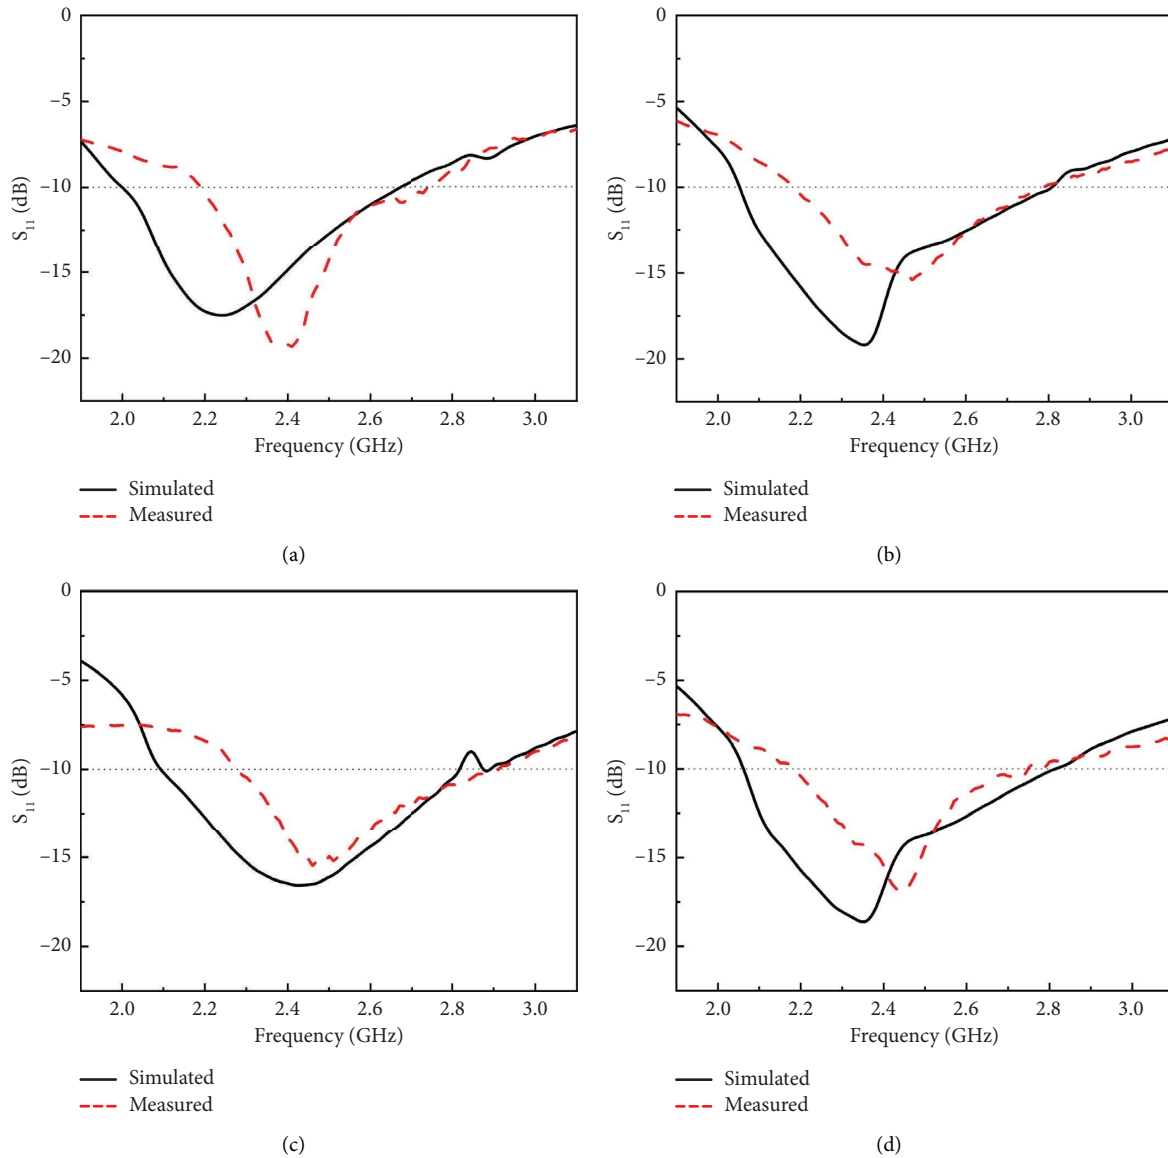 0
−5
−10
−15
−20
S11 (dB)
2.0 2.2 2.4 2.6 2.8 3.0
Frequency (GHz)
Simulated
Measured
(a)
0
−5
−10
−15
−20
S11 (dB)
2.0 2.2 2.4 2.6 2.8 3.0
Frequency (GHz)
Simulated
Measured
(b)
0
−5
−10
−15
−20
S11 (dB)
2.0 2.2 2.4 2.6 2.8 3.0
Frequency (GHz)
Simulated
Measured
(c)
0
−5
−10
−15
−20
S11 (dB)
2.0 2.2 2.4 2.6 2.8 3.0
Frequency (GHz)
Simulated
Measured
(d)